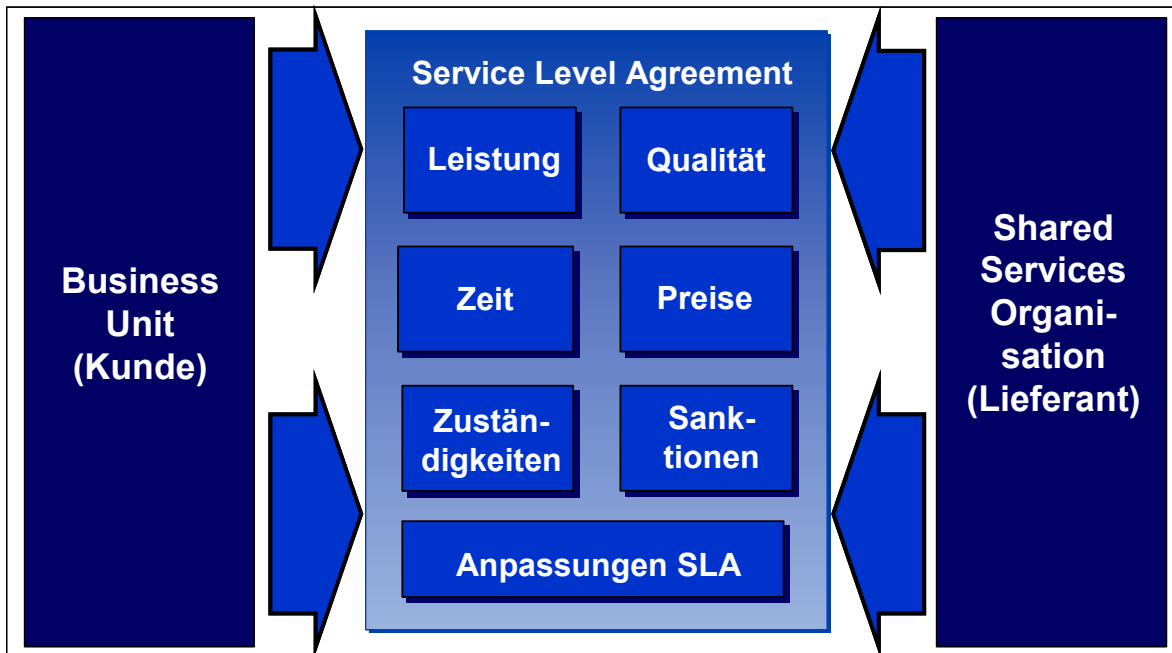 Business
Unit
(Kunde)
Service Level Agreement
Leistung
Qualität
Zeit
Preise
Zustän-
digkeiten
Sank-
tionen
Anpassungen SLA
Shared
Services
Organi-
sation
(Lieferant)